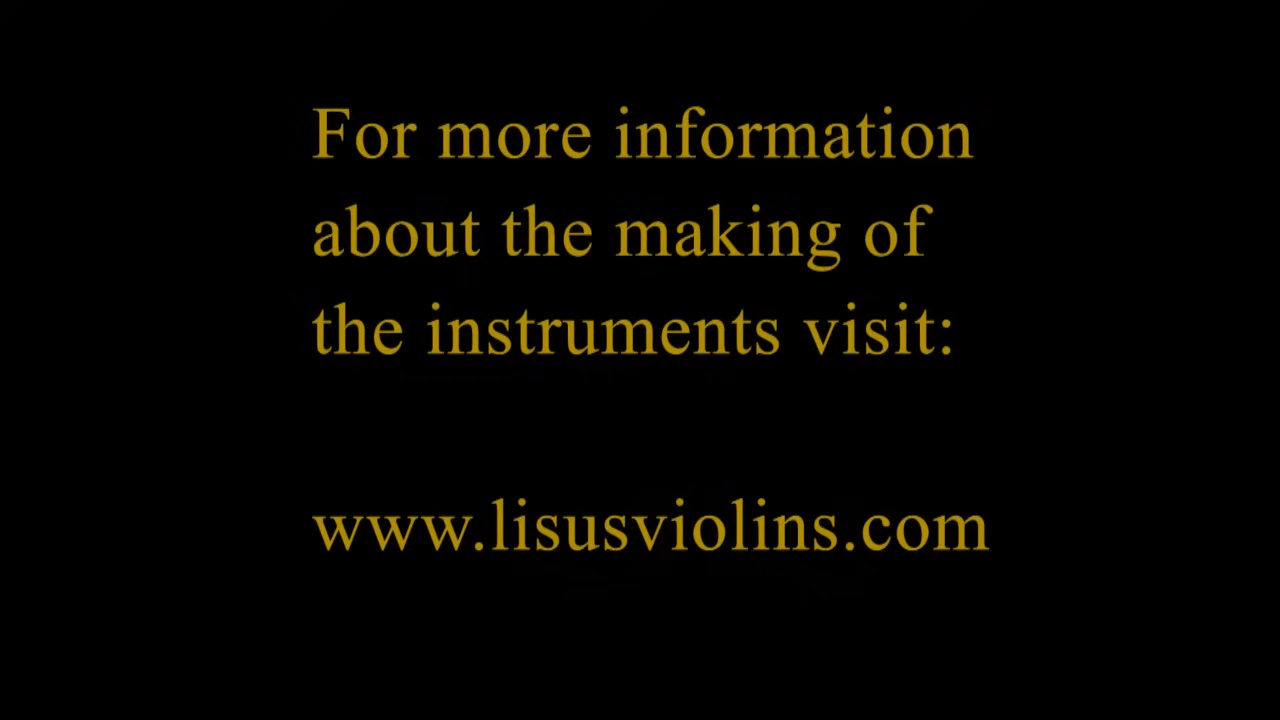 For more information
about the making of
the instruments visit:
www.lisusviolins.com